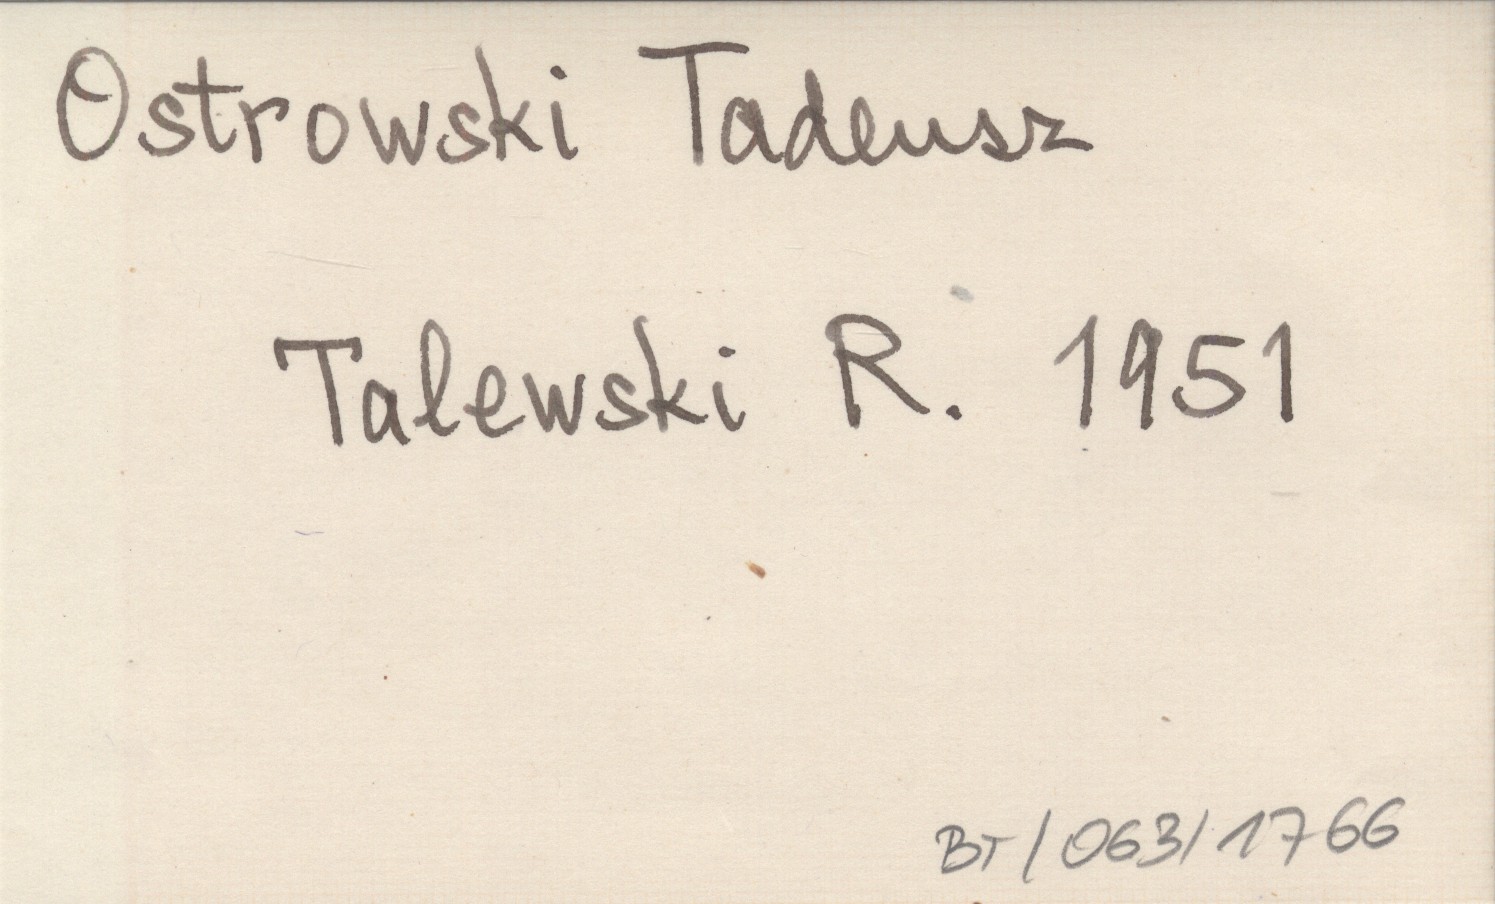 Ostrowski Tadeusz
Talewski R. 1951
BT/063/1766